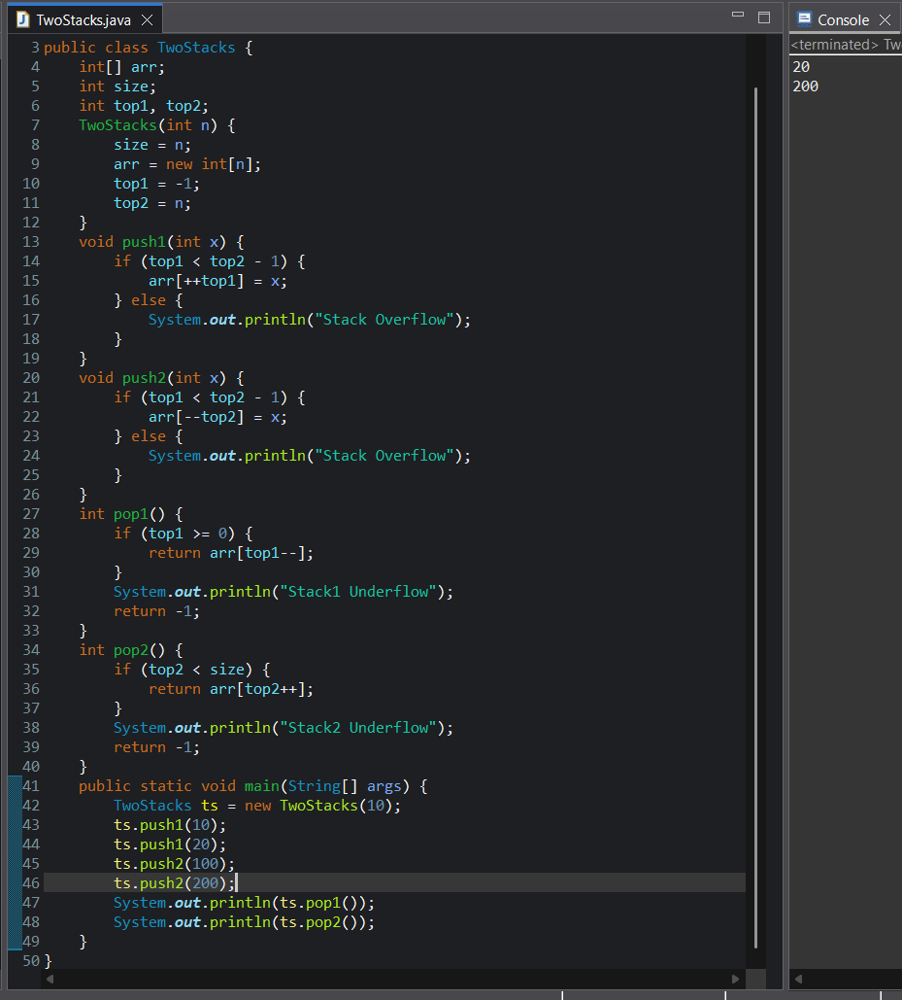 TwoStacks.java
3 public class TwoStacks {
4     int[] arr;
5     int size;
6     int top1, top2;
7     TwoStacks(int n) {
8         size = n;
9         arr = new int[n];
10         top1 = -1;
11         top2 = n;
12     }
13     void push1(int x) {
14         if (top1 < top2 - 1) {
15             arr[++top1] = x;
16         } else {
17             System.out.println("Stack Overflow");
18         }
19     }
20     void push2(int x) {
21         if (top1 < top2 - 1) {
22             arr[--top2] = x;
23         } else {
24             System.out.println("Stack Overflow");
25         }
26     }
27     int pop1() {
28         if (top1 >= 0) {
29             return arr[top1--];
30         }
31         System.out.println("Stack1 Underflow");
32         return -1;
33     }
34     int pop2() {
35         if (top2 < size) {
36             return arr[top2++];
37         }
38         System.out.println("Stack2 Underflow");
39         return -1;
40     }
41     public static void main(String[] args) {
42         TwoStacks ts = new TwoStacks(10);
43         ts.push1(10);
44         ts.push1(20);
45         ts.push2(100);
46         ts.push2(200);
47         System.out.println(ts.pop1());
48         System.out.println(ts.pop2());
49     }
50 }
Console
<terminated> Tw
20
200